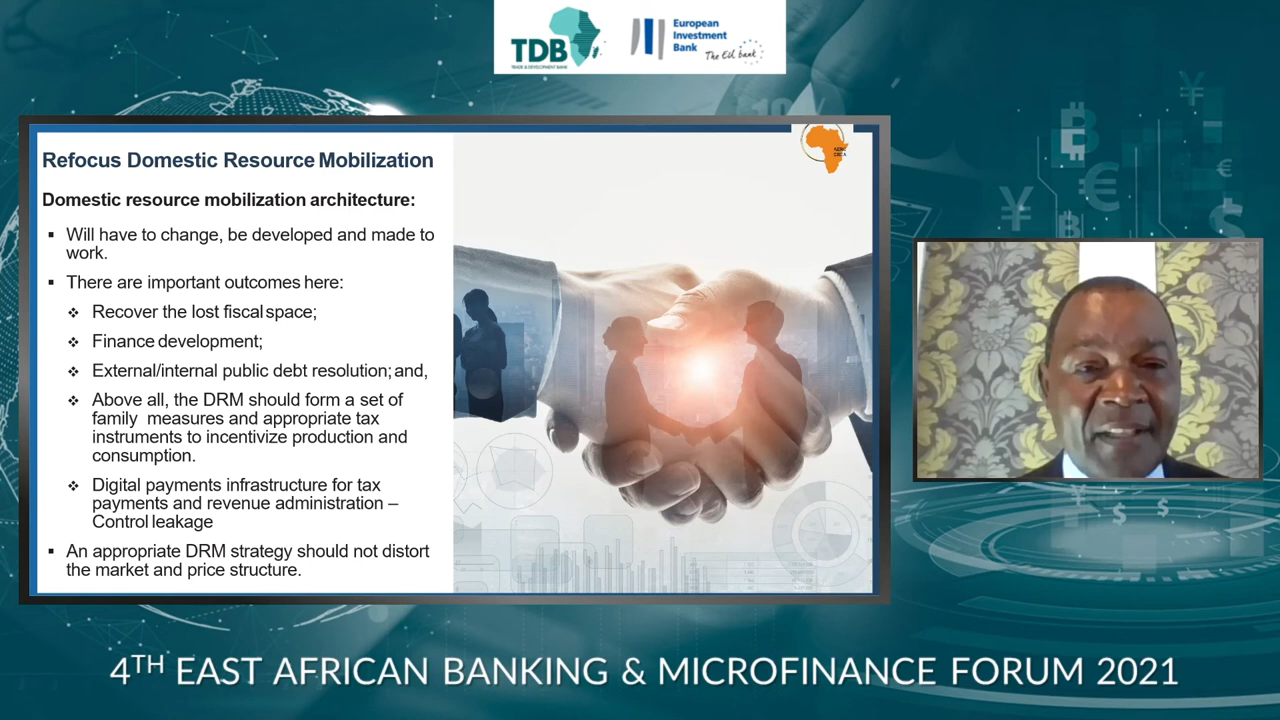 TDB
TRADE & DEVELOPMENT BANK
European
Investment
Bank
The EU bank
Refocus Domestic Resource Mobilization
Domestic resource mobilization architecture:
▪ Will have to change, be developed and made to
work.
▪ There are important outcomes here:
❖ Recover the lost fiscal space;
❖ Finance development;
❖ External/internal public debt resolution; and,
❖ Above all, the DRM should form a set of
family measures and appropriate tax
instruments to incentivize production and
consumption.
❖ Digital payments infrastructure for tax
payments and revenue administration –
Control leakage
▪ An appropriate DRM strategy should not distort
the market and price structure.
4TH EAST AFRICAN BANKING & MICROFINANCE FORUM 2021